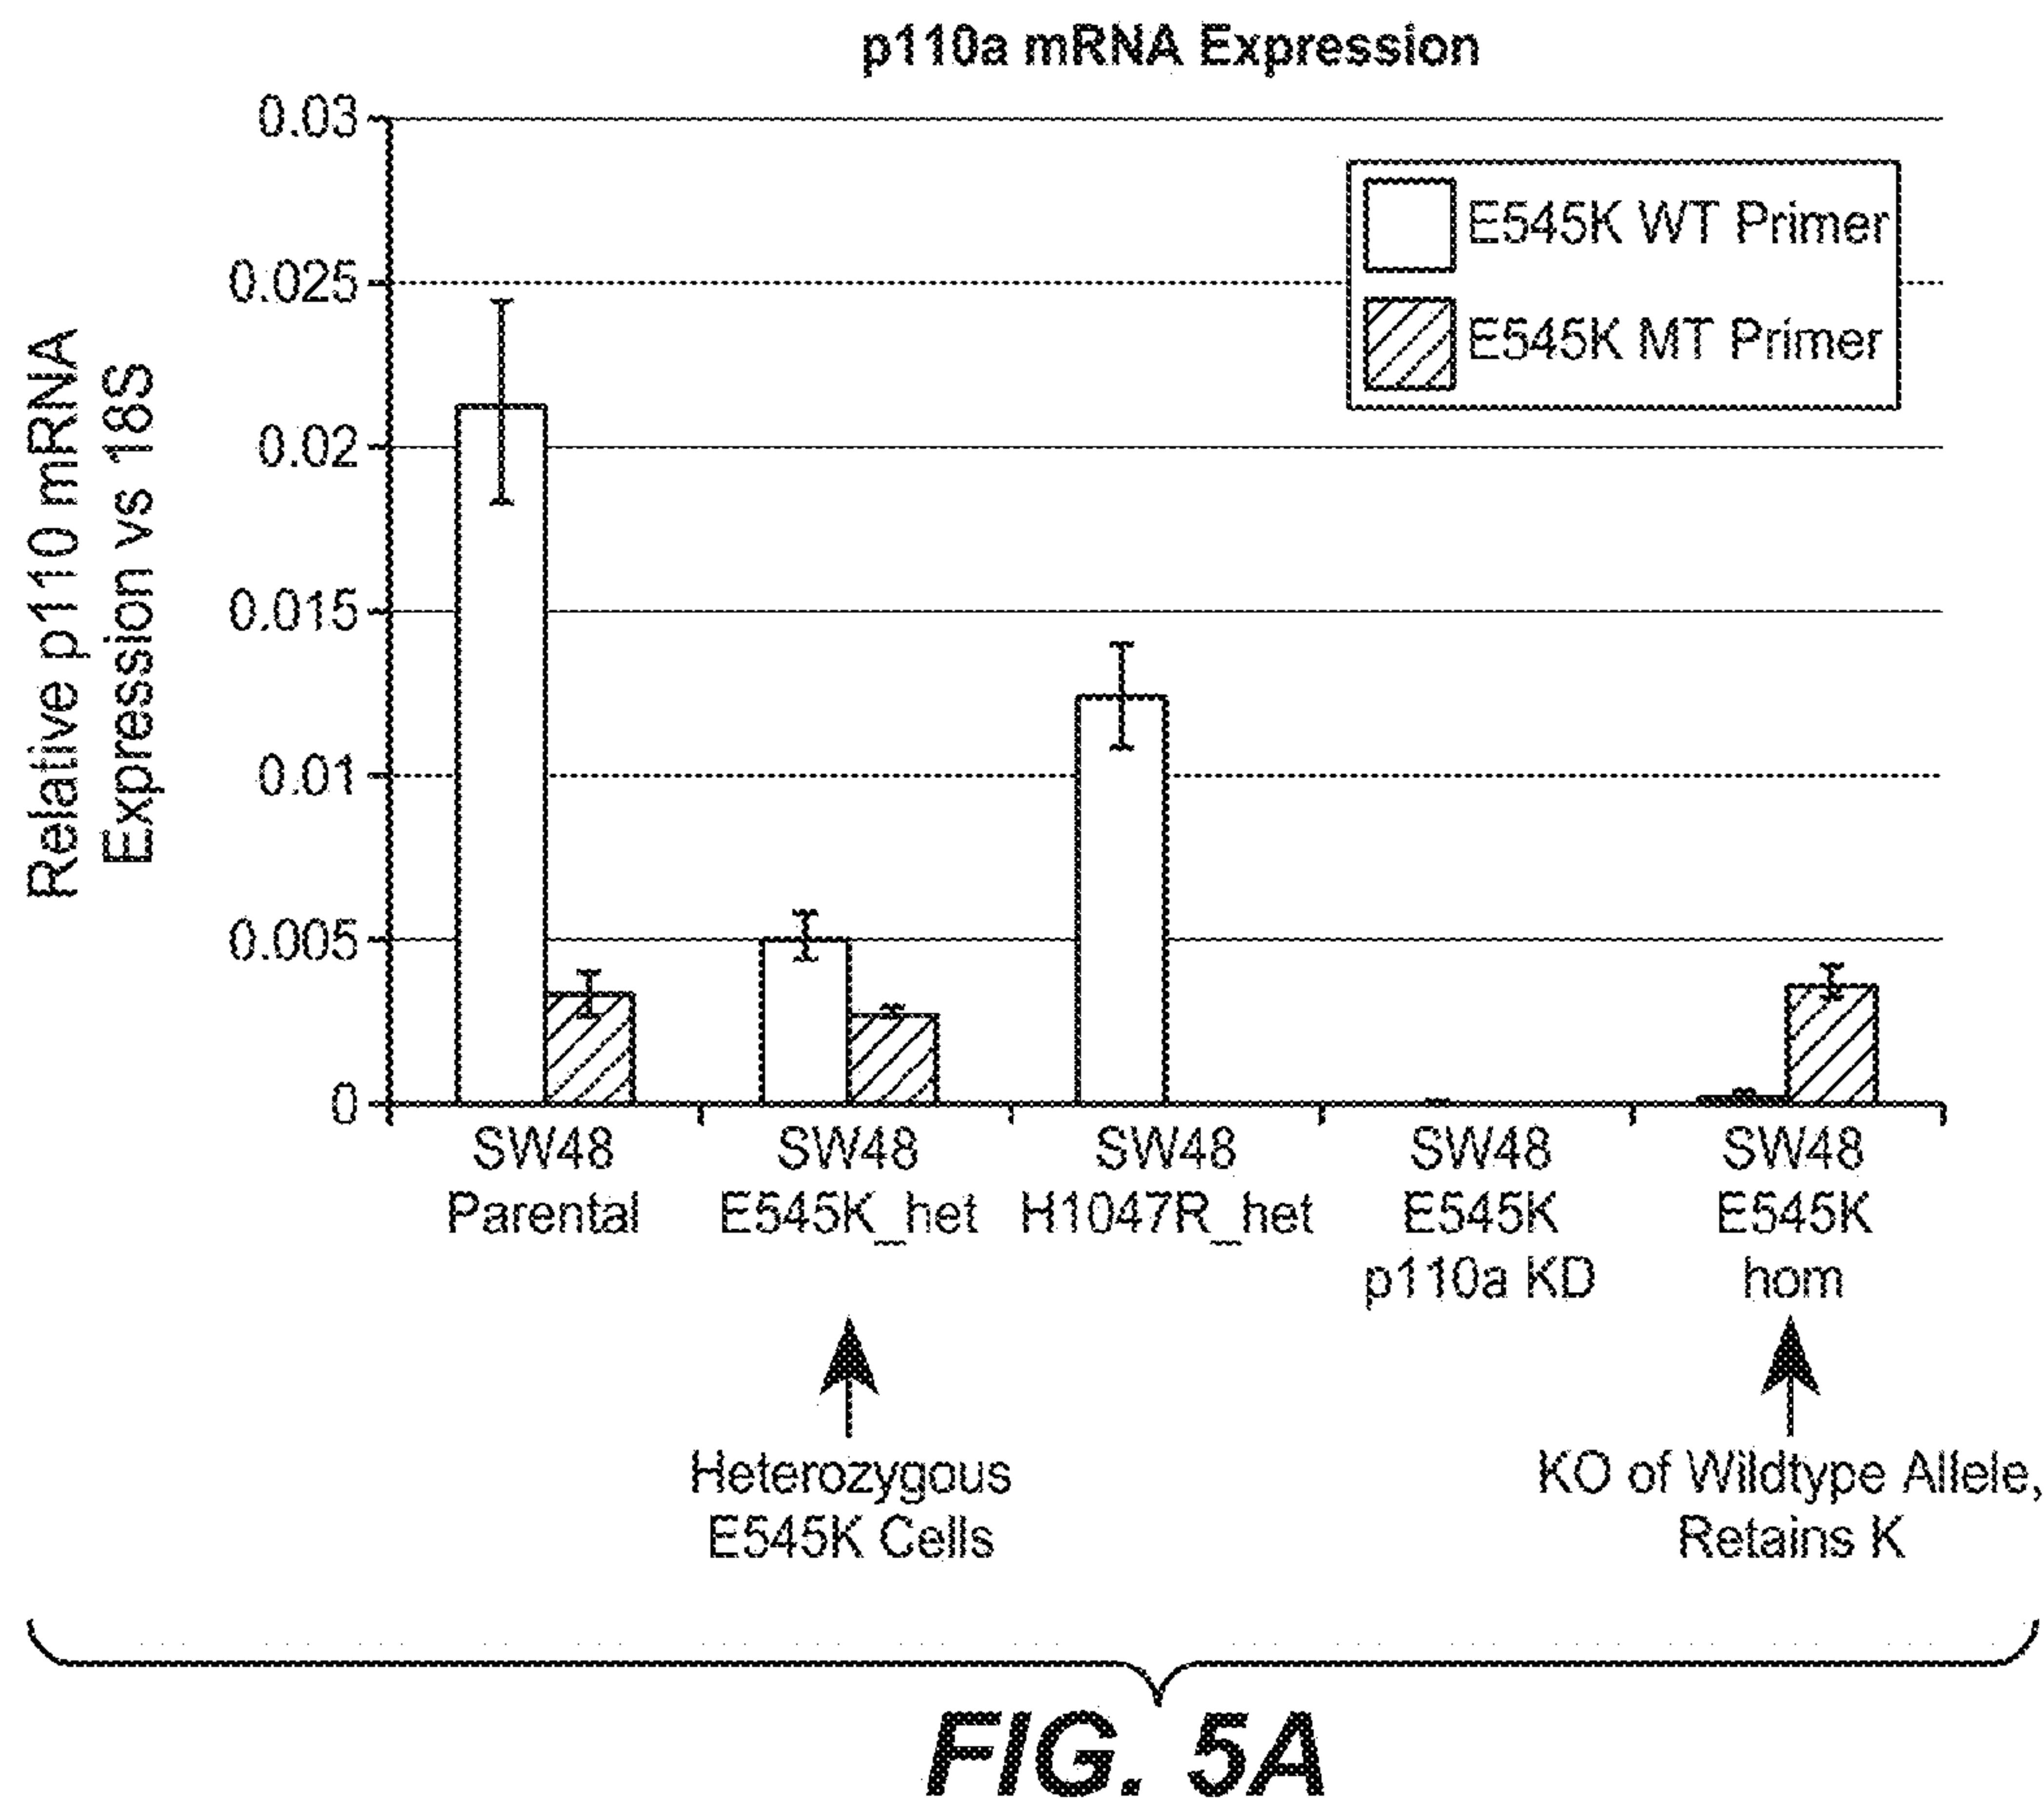 p110a mRNA Expression
Relative p110 mRNA
Expression vs 18S
0.03
0.025
0.02
0.015
0.01
0.005
0
E545K WT Primer
E545K MT Primer
SW48
Parental
SW48
E545K_het
SW48
H1047R_het
SW48
E545K
p110a KD
SW48
E545K
hom
Heterozygous
E545K Cells
KO of Wildtype Allele,
Retains K
FIG. 5A